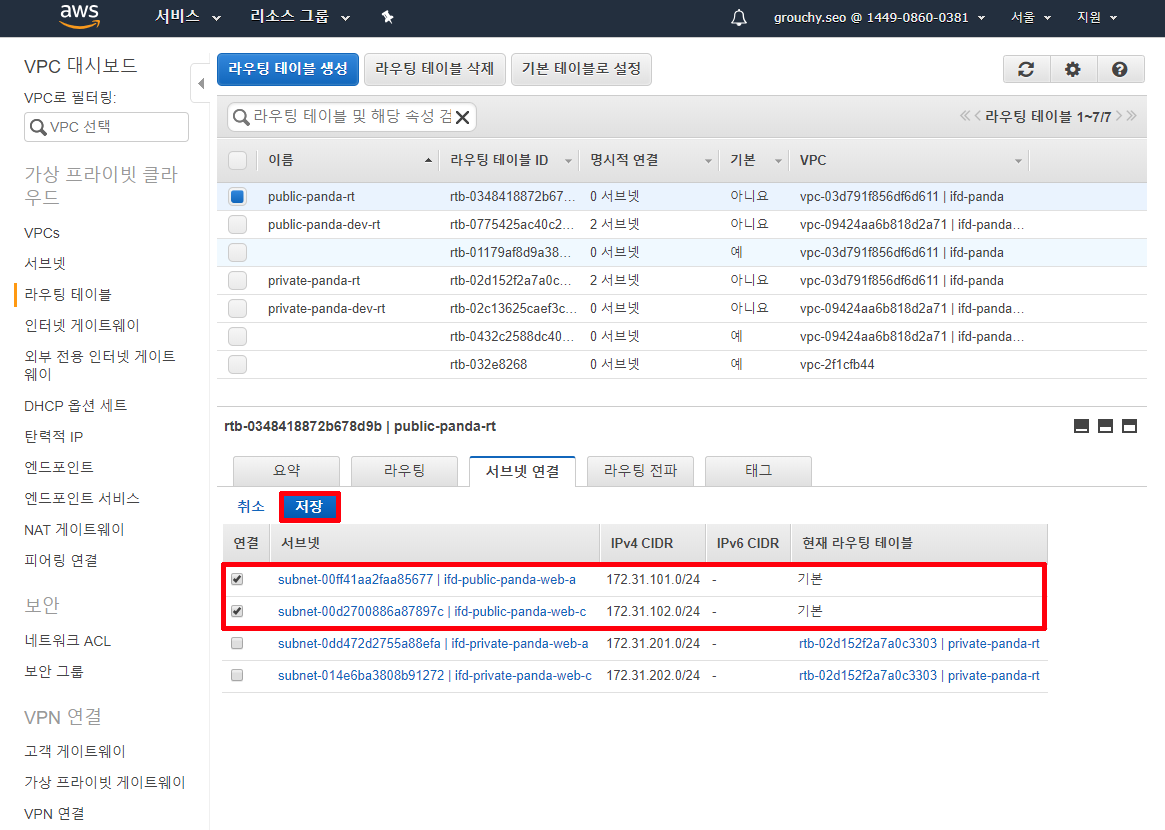 aws 서비스 리소스 그룹 grouchy.seo @ 1449-0860-0381 서울 지원
VPC 대시보드
VPC로 필터링:
VPC 선택
가상 프라이빗 클라
우드
VPCs
서브넷
라우팅 테이블
인터넷 게이트웨이
외부 전용 인터넷 게이트
웨이
DHCP 옵션 세트
탄력적 IP
엔드포인트
엔드포인트 서비스
NAT 게이트웨이
피어링 연결
보안
네트워크 ACL
보안 그룹
VPN 연결
고객 게이트웨이
가상 프라이빗 게이트웨이
VPN 연결
라우팅 테이블 생성 라우팅 테이블 삭제 기본 테이블로 설정
라우팅 테이블 및 해당 속성 검 라우팅 테이블 1~7/7
이름 라우팅 테이블 ID 명시적 연결 기본 VPC
public-panda-rt rtb-0348418872b67... 0 서브넷 아니요 vpc-03d791f856df6d611 | ifd-panda
public-panda-dev-rt rtb-0775425ac40c2... 2 서브넷 아니요 vpc-09424aa6b818d2a71 | ifd-panda...
rtb-01179af8d9a38... 0 서브넷 예 vpc-03d791f856df6d611 | ifd-panda
private-panda-rt rtb-02d152f2a7a0c... 2 서브넷 아니요 vpc-03d791f856df6d611 | ifd-panda
private-panda-dev-rt rtb-02c13625caef3c... 0 서브넷 아니요 vpc-09424aa6b818d2a71 | ifd-panda...
rtb-0432c2588dc40... 0 서브넷 예 vpc-09424aa6b818d2a71 | ifd-panda...
rtb-032e8268 0 서브넷 예 vpc-2f1cfb44
rtb-0348418872b678d9b | public-panda-rt
요약 라우팅 서브넷 연결 라우팅 전파 태그
취소 저장
연결 서브넷 IPv4 CIDR IPv6 CIDR 현재 라우팅 테이블
subnet-00ff41aa2faa85677 | ifd-public-panda-web-a 172.31.101.0/24 - 기본
subnet-00d2700886a87897c | ifd-public-panda-web-c 172.31.102.0/24 - 기본
subnet-0dd472d2755a88efa | ifd-private-panda-web-a 172.31.201.0/24 - rtb-02d152f2a7a0c3303 | private-panda-rt
subnet-014e6ba3808b91272 | ifd-private-panda-web-c 172.31.202.0/24 - rtb-02d152f2a7a0c3303 | private-panda-rt